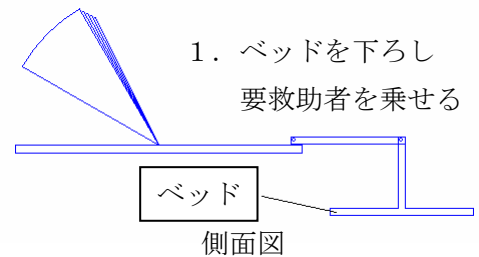 １．ベッドを下ろし
要救助者を乗せる
ベッド
側面図